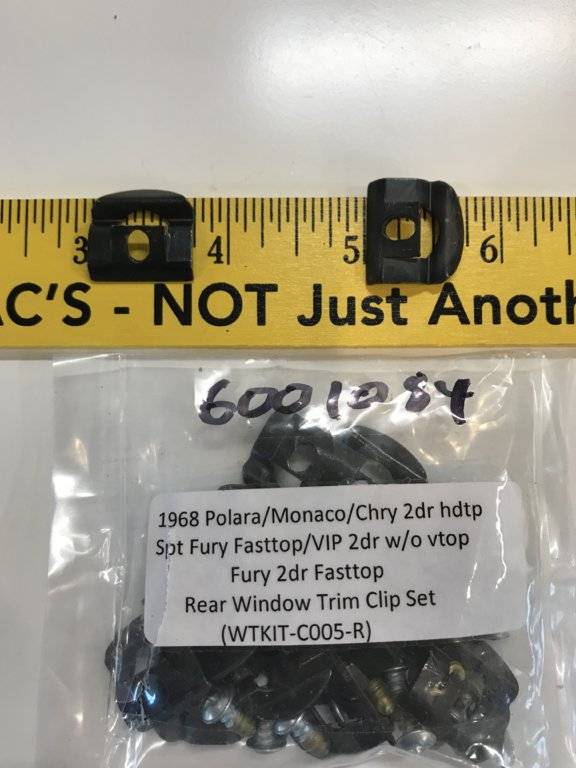 3 4 5 6
AC'S - NOT Just Anoth
6001084
1968 Polara/Monaco/Chry 2dr hdtp
Spt Fury Fasttop/VIP 2dr w/o vtop
Fury 2dr Fasttop
Rear Window Trim Clip Set
(WTKIT-C005-R)